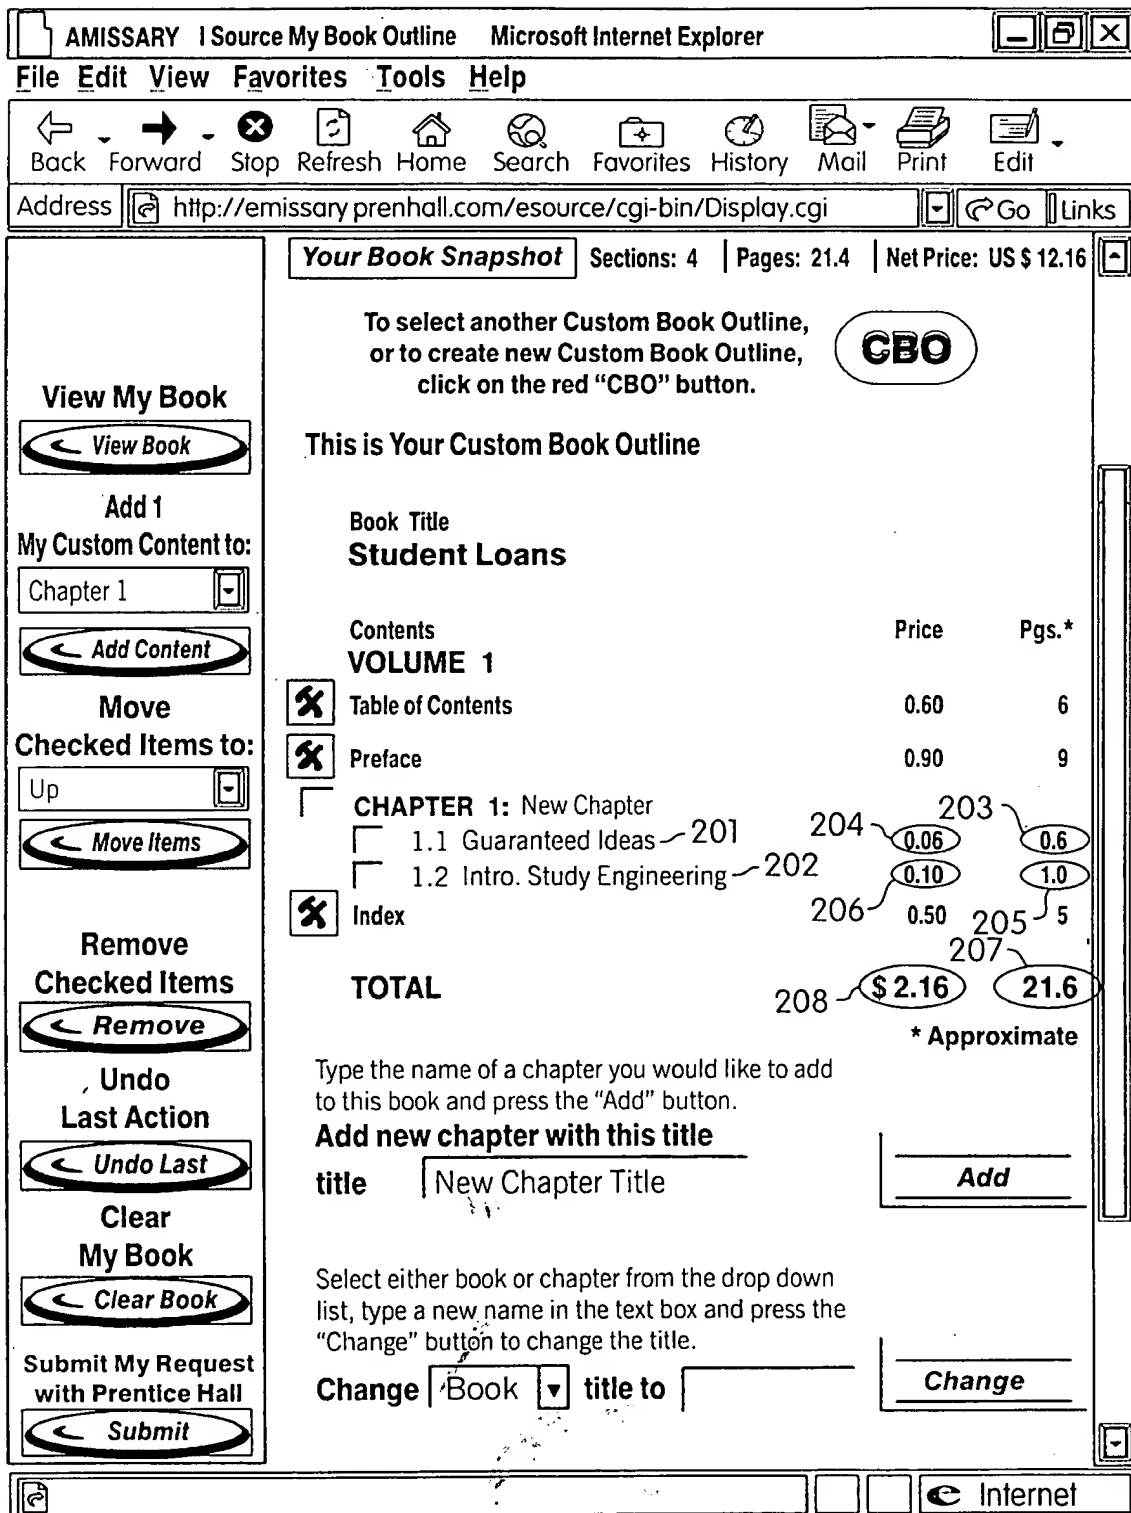 AMISSARY I Source My Book Outline Microsoft Internet Explorer
File Edit View Favorites Tools Help
Back Forward Stop Refresh Home Search Favorites History Mail Print Edit
Address http://emissary prenhall.com/esource/cgi-bin/Display.cgi Go Links
Your Book Snapshot Sections: 4 Pages: 21.4 Net Price: US $ 12.16
To select another Custom Book Outline,
or to create new Custom Book Outline,
click on the red "CBO" button.
CBO
View My Book
View Book
Add 1
My Custom Content to:
Chapter 1
Add Content
Move
Checked Items to:
Up
Move Items
Remove
Checked Items
Remove
Undo
Last Action
Undo Last
Clear
My Book
Clear Book
Submit My Request
with Prentice Hall
Submit
This is Your Custom Book Outline
Book Title
Student Loans
Contents Price Pgs.*
VOLUME 1
Table of Contents 0.60 6
Preface 0.90 9
CHAPTER 1: New Chapter 203
1.1 Guaranteed Ideas 201 204 0.06 0.6
1.2 Intro. Study Engineering 202 0.10 1.0
Index 206 0.50 205 5
207
TOTAL 208 $ 2.16 21.6
* Approximate
Type the name of a chapter you would like to add
to this book and press the "Add" button.
Add new chapter with this title
title New Chapter Title Add
Select either book or chapter from the drop down
list, type a new name in the text box and press the
"Change" button to change the title.
Change Book title to Change
Internet